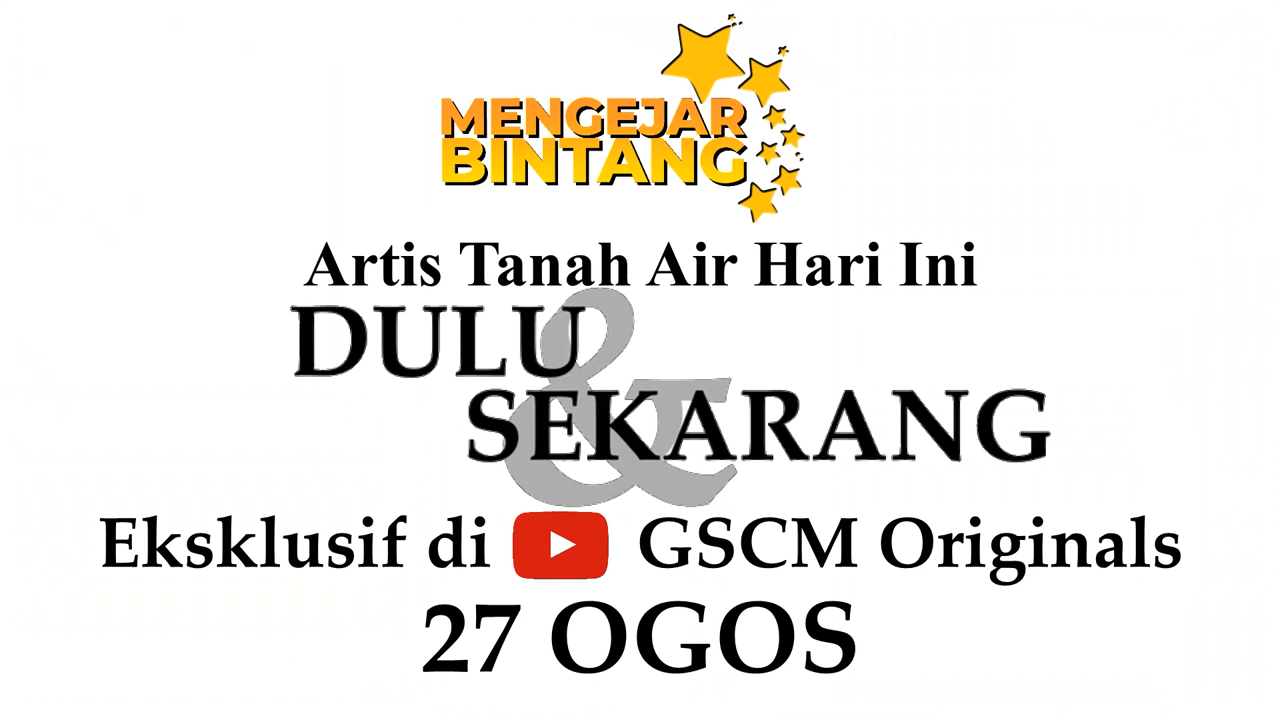 MENGEJAR
BINTANG
Artis Tanah Air Hari Ini
DULU
&
SEKARANG
Eksklusif di GSCM Originals
27 OGOS